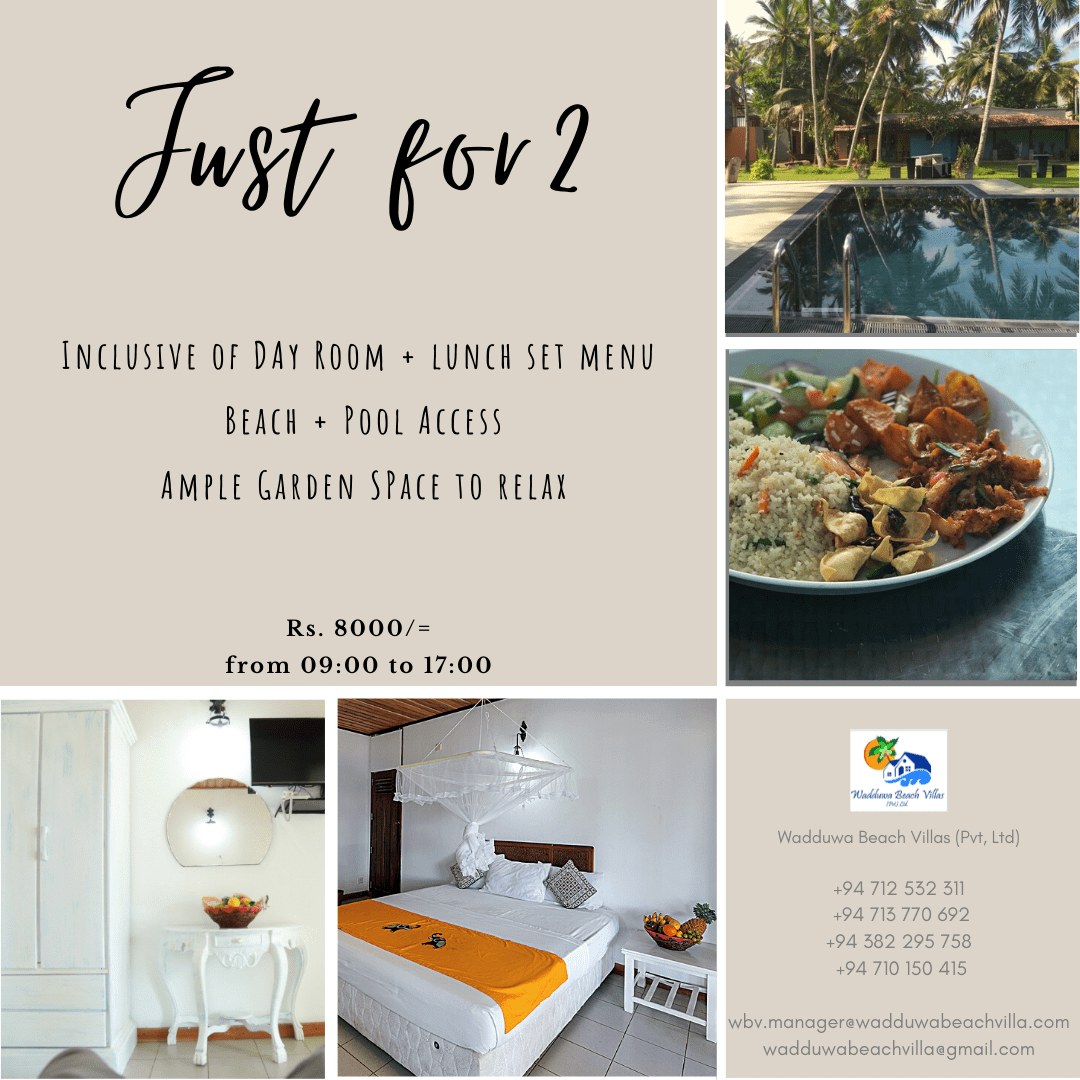 Just for 2
Inclusive of DAy Room + lunch set menu
Beach + Pool Access
Ample Garden SPace to relax
Rs. 8000/=
from 09:00 to 17:00
Wadduwa Beach Villas
(Pvt) Ltd.
Wadduwa Beach Villas (Pvt, Ltd)
+94 712 532 311
+94 713 770 692
+94 382 295 758
+94 710 150 415
wbv.manager@wadduwabeachvilla.com
wadduwabeachvilla@gmail.com